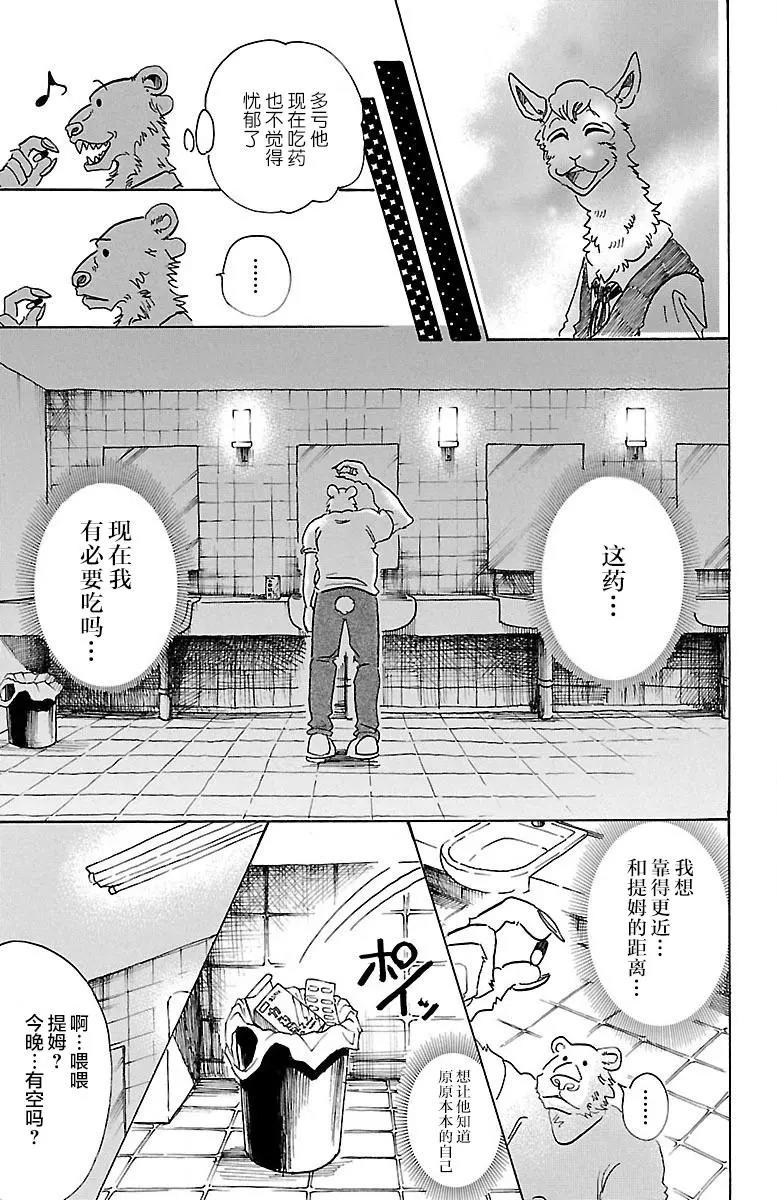 多亏他
现在吃药
也不觉得
忧郁了
……
这药…
现在我
有必要吃吗…
我想
靠得更近…
和提姆的距离…
……
ポイッ
想让他知道
原原本本的自己
啊…喂喂
提姆？
今晚…有空吗？